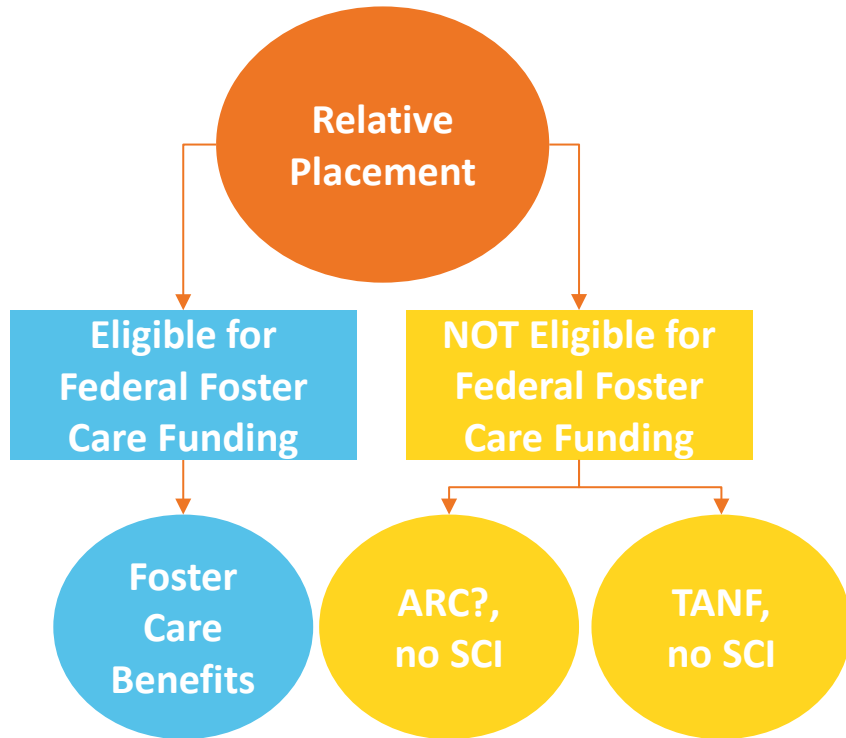 Relative
Placement
Eligible for
Federal Foster
Care Funding
NOT Eligible for
Federal Foster
Care Funding
Foster
Care
Benefits
ARC?,
no SCI
TANF,
no SCI